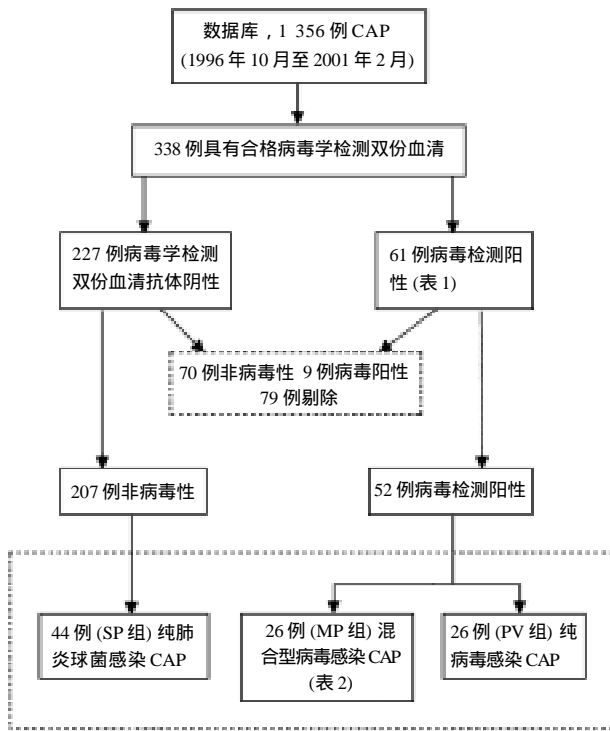 数据库，1 356 例 CAP
(1996 年 10 月至 2001 年 2 月)
338 例具有合格病毒学检测双份血清
227 例病毒学检测
双份血清抗体阴性
61 例病毒检测阳
性 (表 1)
70 例非病毒性 9 例病毒阳性
79 例剔除
207 例非病毒性
52 例病毒检测阳性
44 例 (SP 组) 纯肺
炎球菌感染 CAP
26 例 (MP 组) 混
合型病毒感染 CAP
(表 2)
26 例 (PV 组) 纯
病毒感染 CAP